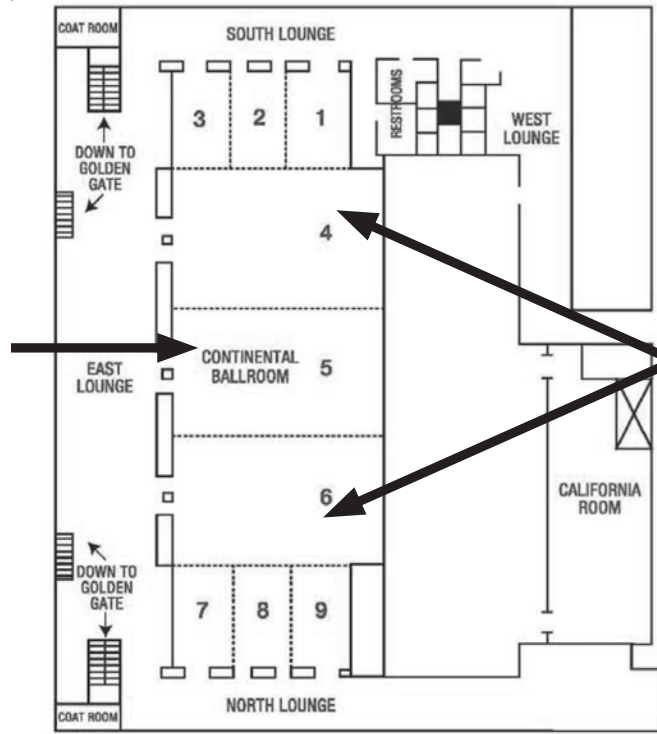 COAT ROOM
SOUTH LOUNGE
RESTROOMS
WEST
LOUNGE
3
2
1
DOWN TO
GOLDEN
GATE
4
EAST
LOUNGE
CONTINENTAL
BALLROOM
5
6
CALIFORNIA
ROOM
DOWN TO
GOLDEN
GATE
7
8
9
NORTH LOUNGE
COAT ROOM